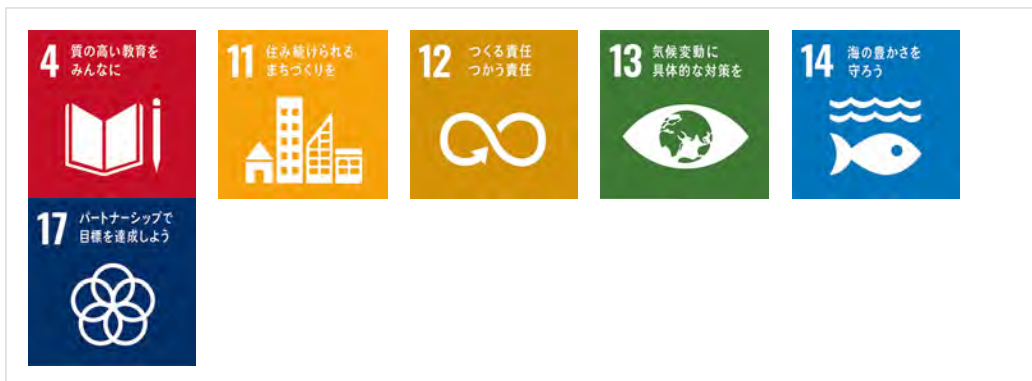 4 質の高い教育を
みんなに
11 住み続けられる
まちづくりを
12 つくる責任
つかう責任
13 気候変動に
具体的な対策を
14 海の豊かさを
守ろう
17 パートナーシップで
目標を達成しよう